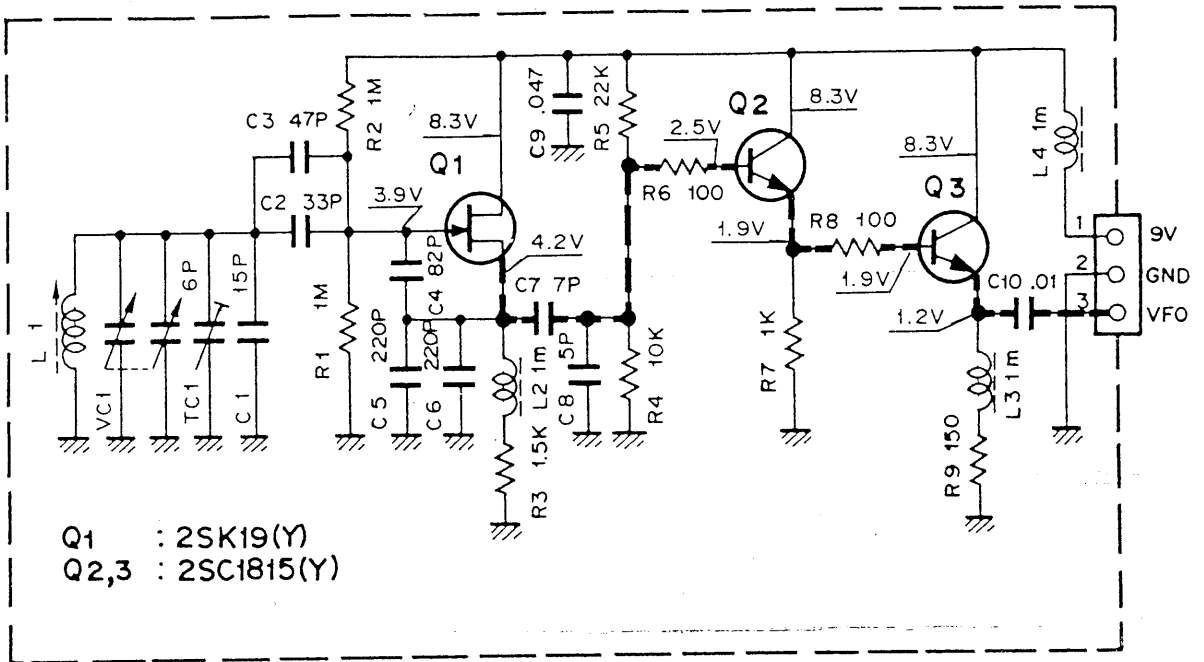 C3 47P
R2 1M
8.3V
C9 .047
R5 22K
Q2
8.3V
2.5V
8.3V
L4 1m
Q1
C2 33P
3.9V
R6 100
Q3
4.2V
1.9V
R8 100
1
9V
6P
15P
C4 82P
C7 7P
1.9V
C10 .01
2
GND
L 1
R1 1M
3
VFO
1.2V
VC1
TC1
C 1
C5 220P
C6 220P
L2 1m
C8 5P
R4 10K
R7 1K
L3 1m
R3 1.5K
R9 150
Q1 : 2SK19(Y)
Q2,3 : 2SC1815(Y)